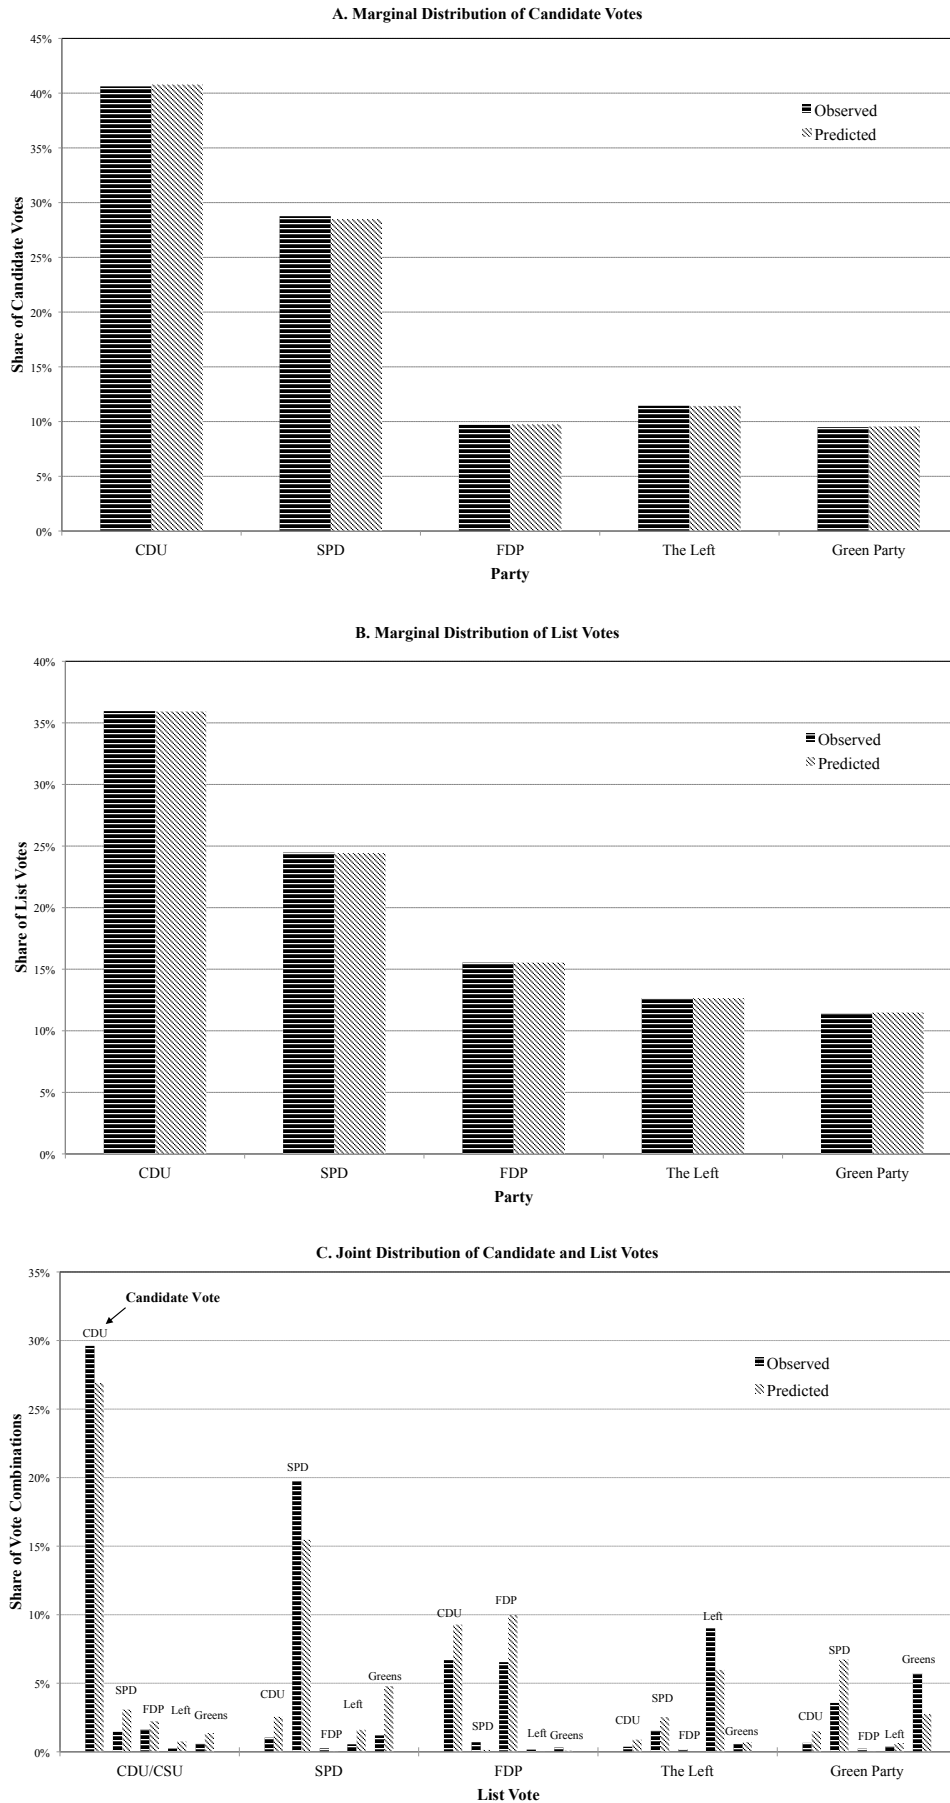 A. Marginal Distribution of Candidate Votes
45%
40%
35%
30%
25%
20%
15%
10%
5%
0%
Share of Candidate Votes
Observed
Predicted
CDU SPD FDP The Left Green Party
Party
B. Marginal Distribution of List Votes
40%
35%
30%
25%
20%
15%
10%
5%
0%
Share of List Votes
Observed
Predicted
CDU SPD FDP The Left Green Party
Party
C. Joint Distribution of Candidate and List Votes
35%
30%
25%
20%
15%
10%
5%
0%
Share of Vote Combinations
Candidate Vote
Observed
Predicted
CDU SPD FDP Left Greens
CDU SPD FDP Left Greens
CDU SPD FDP Left Greens
CDU SPD FDP Left Greens
CDU SPD FDP Left Greens
CDU/CSU SPD FDP The Left Green Party
List Vote